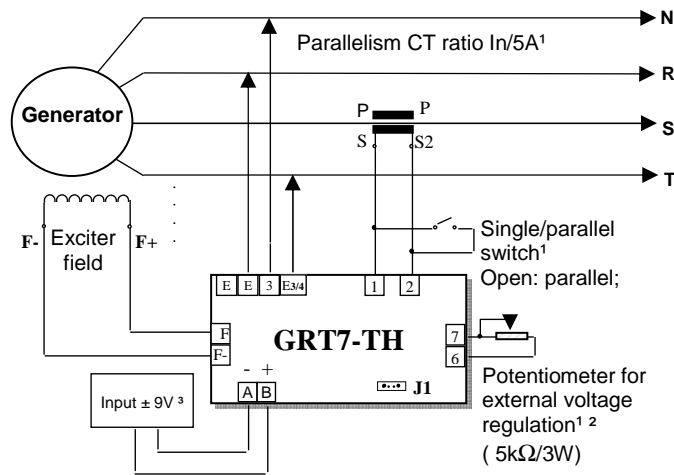 N
Parallelism CT ratio In/5A¹
R
Generator
P P
S
S S2
T
Single/parallel
switch¹
Open: parallel;
F- Exciter F+
field
E E 3 E3/4 1 2
F
F-
GRT7-TH
7
6
- +
A B
J1
Input ± 9V ³
Potentiometer for
external voltage
regulation¹ ²
( 5kΩ/3W)